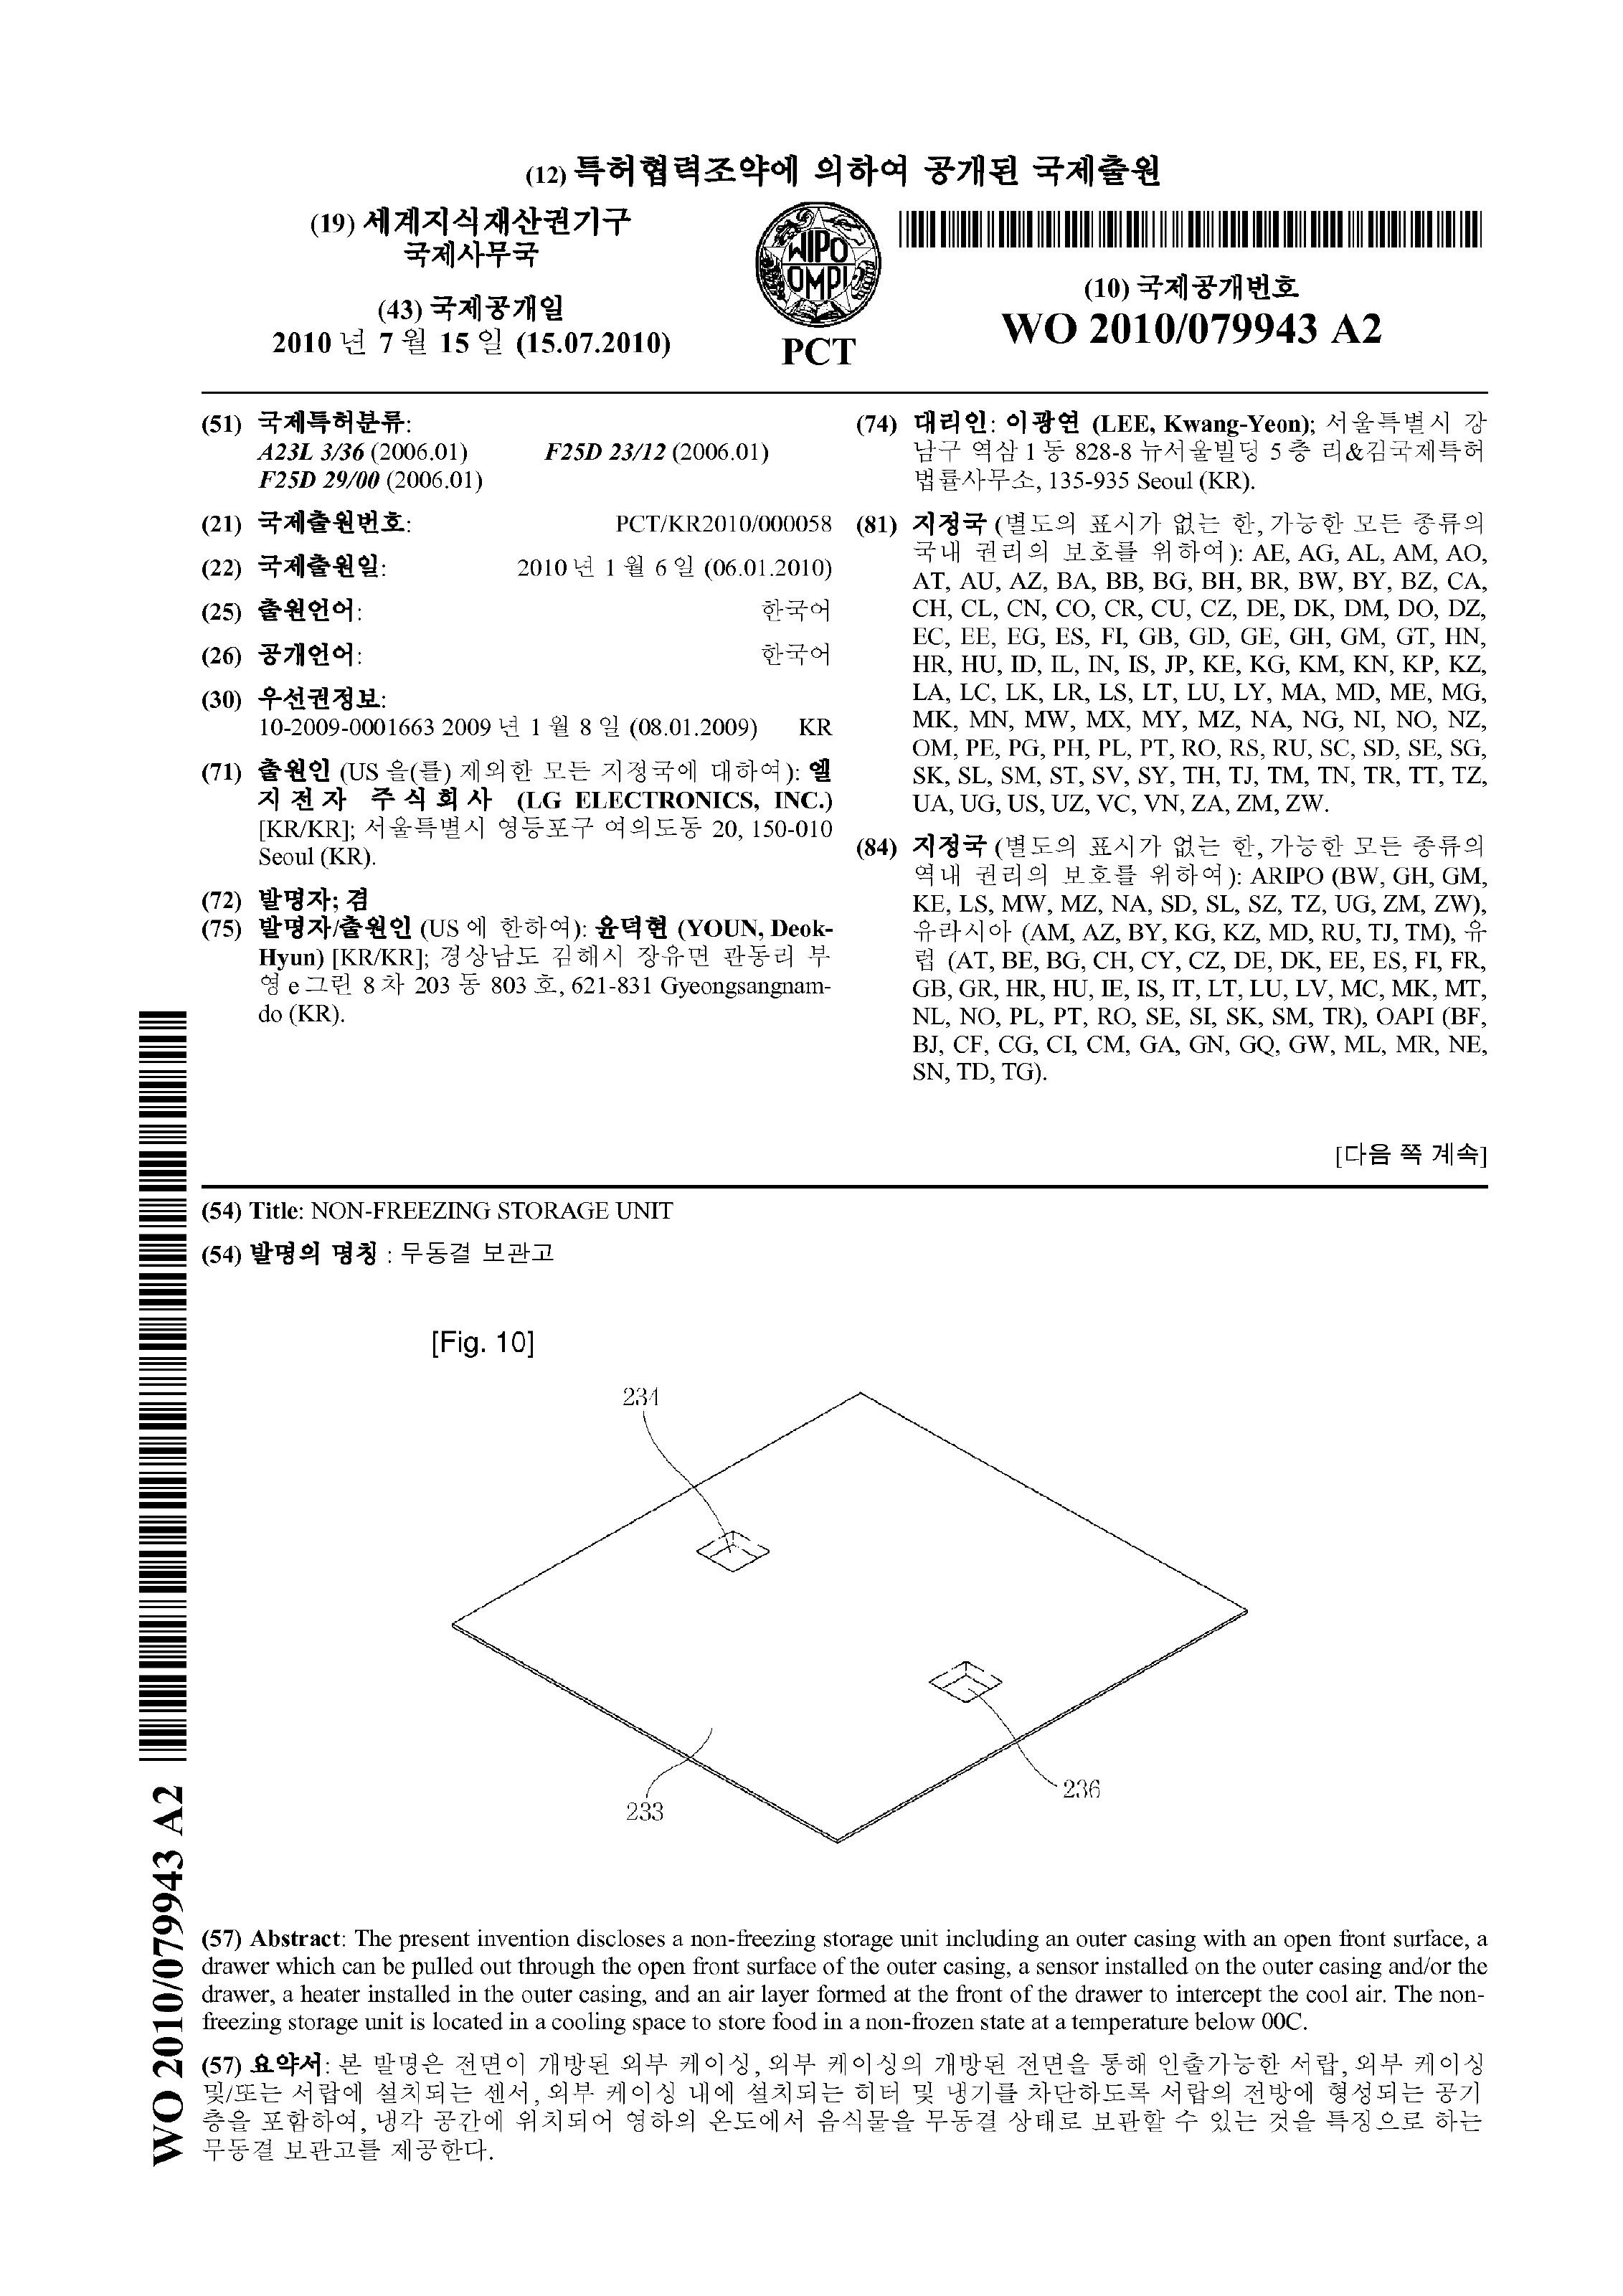 (12) 특허협력조약에 의하여 공개된 국제출원
(19) 세계지식재산권기구
국제사무국
(43) 국제공개일
2010 년 7 월 15 일 (15.07.2010)
WIPO
OMPI
PCT
(10) 국제공개번호
WO 2010/079943 A2
(51) 국제특허분류:
A23L 3/36 (2006.01) F25D 23/12 (2006.01)
F25D 29/00 (2006.01)
(21) 국제출원번호: PCT/KR2010/000058
(22) 국제출원일: 2010 년 1 월 6 일 (06.01.2010)
(25) 출원언어: 한국어
(26) 공개언어: 한국어
(30) 우선권정보:
10-2009-0001663 2009 년 1 월 8 일 (08.01.2009) KR
(71) 출원인 (US 을(를) 제외한 모든 지정국에 대하여): 엘
지전자 주식회사 (LG ELECTRONICS, INC.)
[KR/KR]; 서울특별시 영등포구 여의도동 20, 150-010
Seoul (KR).
(72) 발명자; 겸
(75) 발명자/출원인 (US 에 한하여): 윤덕현 (YOUN, Deok-
Hyun) [KR/KR]; 경상남도 김해시 장유면 관동리 부
영 e 그린 8 차 203 동 803 호, 621-831 Gyeongsangnam-
do (KR).
(74) 대리인: 이광연 (LEE, Kwang-Yeon); 서울특별시 강
남구 역삼 1 동 828-8 뉴서울빌딩 5 층 리&김국제특허
법률사무소, 135-935 Seoul (KR).
(81) 지정국 (별도의 표시가 없는 한, 가능한 모든 종류의
국내 권리의 보호를 위하여): AE, AG, AL, AM, AO,
AT, AU, AZ, BA, BB, BG, BH, BR, BW, BY, BZ, CA,
CH, CL, CN, CO, CR, CU, CZ, DE, DK, DM, DO, DZ,
EC, EE, EG, ES, FI, GB, GD, GE, GH, GM, GT, HN,
HR, HU, ID, IL, IN, IS, JP, KE, KG, KM, KN, KP, KZ,
LA, LC, LK, LR, LS, LT, LU, LY, MA, MD, ME, MG,
MK, MN, MW, MX, MY, MZ, NA, NG, NI, NO, NZ,
OM, PE, PG, PH, PL, PT, RO, RS, RU, SC, SD, SE, SG,
SK, SL, SM, ST, SV, SY, TH, TJ, TM, TN, TR, TT, TZ,
UA, UG, US, UZ, VC, VN, ZA, ZM, ZW.
(84) 지정국 (별도의 표시가 없는 한, 가능한 모든 종류의
역내 권리의 보호를 위하여): ARIPO (BW, GH, GM,
KE, LS, MW, MZ, NA, SD, SL, SZ, TZ, UG, ZM, ZW),
유라시아 (AM, AZ, BY, KG, KZ, MD, RU, TJ, TM), 유
럽 (AT, BE, BG, CH, CY, CZ, DE, DK, EE, ES, FI, FR,
GB, GR, HR, HU, IE, IS, IT, LT, LU, LV, MC, MK, MT,
NL, NO, PL, PT, RO, SE, SI, SK, SM, TR), OAPI (BF,
BJ, CF, CG, CI, CM, GA, GN, GQ, GW, ML, MR, NE,
SN, TD, TG).
[다음 쪽 계속]
(54) Title: NON-FREEZING STORAGE UNIT
(54) 발명의 명칭 : 무동결 보관고
[Fig. 10]
234
233
236
(57) Abstract: The present invention discloses a non-freezing storage unit including an outer casing with an open front surface, a
drawer which can be pulled out through the open front surface of the outer casing, a sensor installed on the outer casing and/or the
drawer, a heater installed in the outer casing, and an air layer formed at the front of the drawer to intercept the cool air. The non-
freezing storage unit is located in a cooling space to store food in a non-frozen state at a temperature below 00C.
(57) 요약서: 본 발명은 전면이 개방된 외부 케이싱, 외부 케이싱의 개방된 전면을 통해 인출가능한 서랍, 외부 케이싱
및/또는 서랍에 설치되는 센서, 외부 케이싱 내에 설치되는 히터 및 냉기를 차단하도록 서랍의 전방에 형성되는 공기
층을 포함하여, 냉각 공간에 위치되어 영하의 온도에서 음식물을 무동결 상태로 보관할 수 있는 것을 특징으로 하는
무동결 보관고를 제공한다.
WO 2010/079943 A2